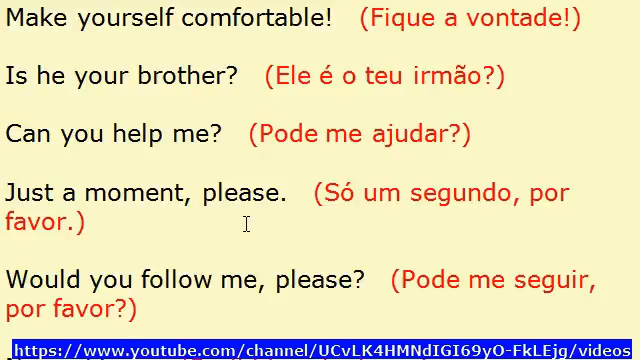 Make yourself comfortable! (Fique a vontade!)
Is he your brother? (Ele é o teu irmão?)
Can you help me? (Pode me ajudar?)
Just a moment, please. (Só um segundo, por
favor.)
Would you follow me, please? (Pode me seguir,
por favor?)
https://www.youtube.com/channel/UCvLK4HMNdIGI69yO-FkLEjg/videos